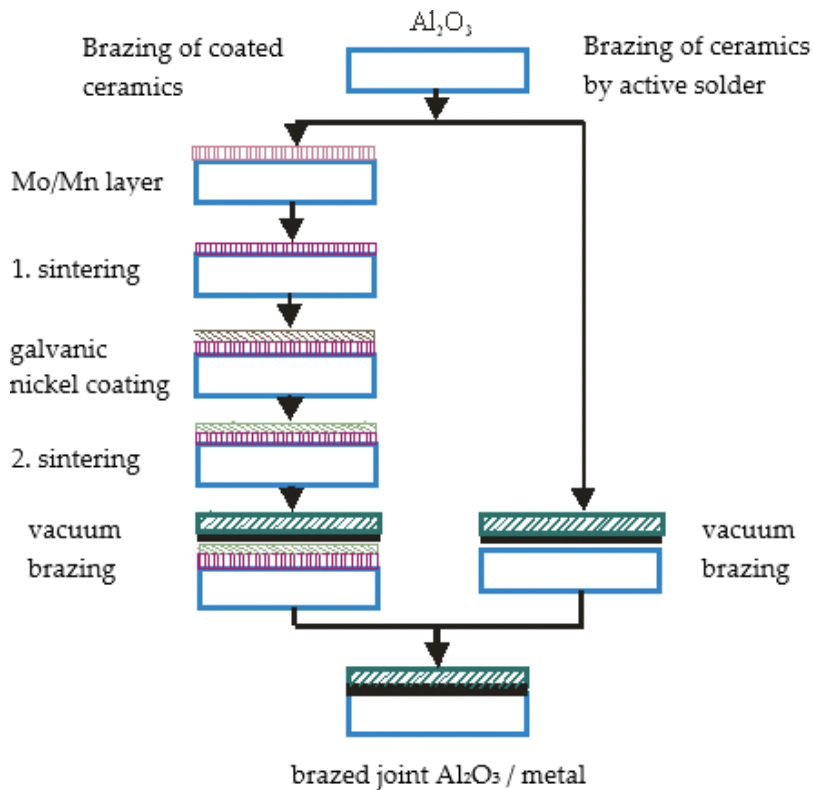 Al₂O₃
Brazing of coated
ceramics
Brazing of ceramics
by active solder
Mo/Mn layer
1. sintering
galvanic
nickel coating
2. sintering
vacuum
brazing
vacuum
brazing
brazed joint Al₂O₃ / metal